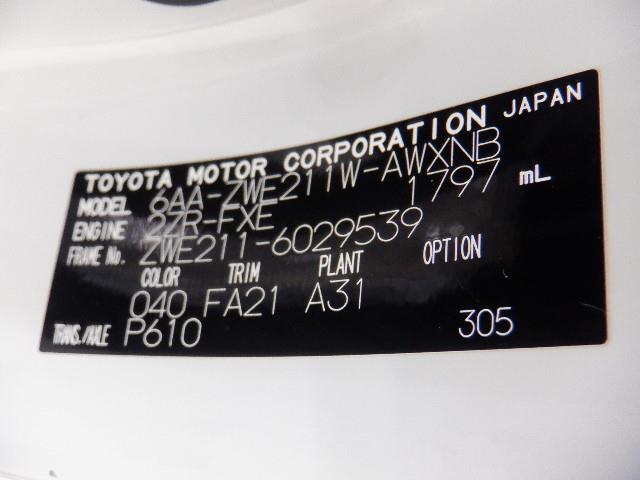 TOYOTA MOTOR CORPORATION JAPAN
MODEL 6AA-ZWE211W-AWXNB
ENGINE 2ZR-FXE 1797 mL
FRAME No. ZWE211-6029539
COLOR TRIM PLANT OPTION
040 FA21 A31
TRANS./AXLE P610 305